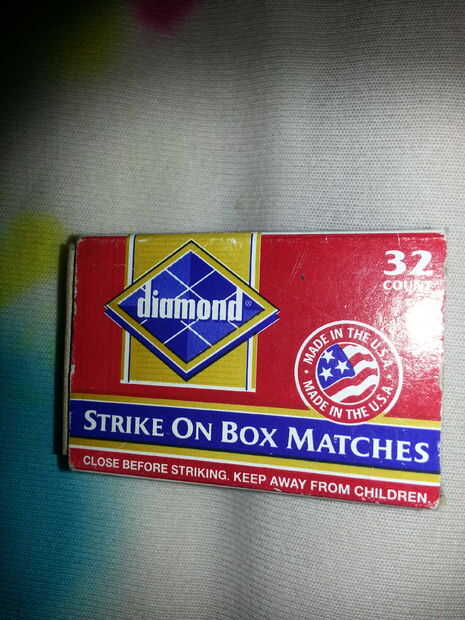 32
COUNT
diamond®
MADE IN THE U.S.A.
MADE IN THE U.S.A.
STRIKE ON BOX MATCHES
CLOSE BEFORE STRIKING. KEEP AWAY FROM CHILDREN.